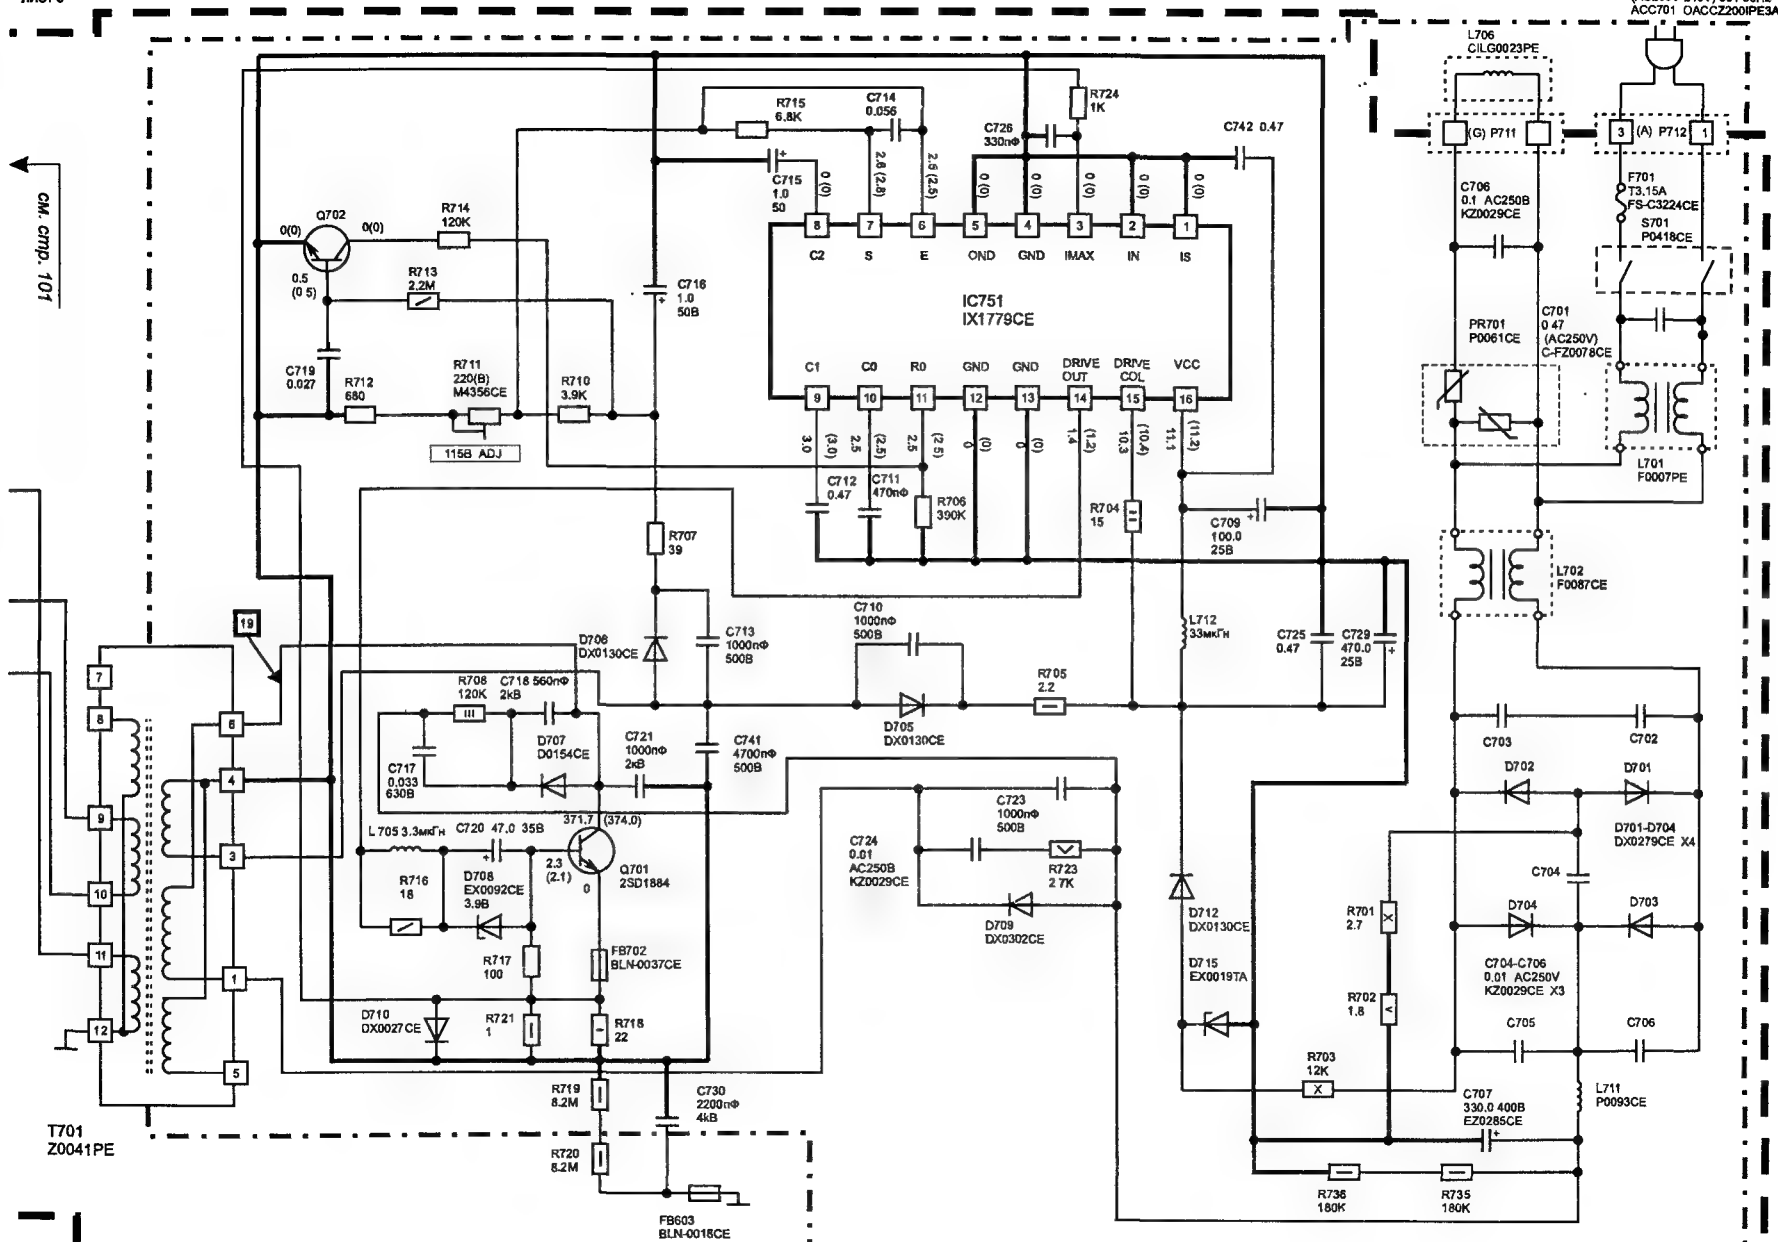 ACC701 OACCZ200IPE3A
L706
CILG0023PE
(G) P711
3 (A) P712 1
F701
T3,15A
FS-C3224CE
S701
P0418CE
C706
0.1 AC250B
KZ0029CE
C701
0 47
(AC250V)
C-FZ0078CE
PR701
P0061CE
L701
F0007PE
L702
F0087CE
см. стр. 101
R715
6,8K
C714
0.056
R724
1K
C726
330пФ
C742 0.47
C715
1.0
50
2.6 (2.8)
2.5 (2.5)
0 (0)
0 (0)
0 (0)
0 (0)
0 (0)
0 (0)
Q702
0(0)
0(0)
0.5
(0 5)
R714
120K
R713
2,2M
C716
1.0
50B
8 7 6 5 4 3 2 1
C2 S E OND GND IMAX IN IS
IC751
IX1779CE
C1 C0 R0 GND GND DRIVE OUT DRIVE COL VCC
9 10 11 12 13 14 15 16
3.0 (3.0)
2.5 (2.5)
2.5 (2.5)
0 (0)
0 (0)
1.4 (1.2)
10.3 (10.4)
11.1 (11.2)
C719
0.027
R712
680
R711
220(B)
M4356CE
R710
3.9K
115B ADJ
C712
0.47
C711
470пФ
R706
390K
R704
15
C709
100.0
25B
R707
39
L712
33мкГн
C725
0.47
C729
470.0
25B
19
D706
DX0130CE
C713
1000пФ
500B
C710
1000пФ
500B
R705
2.2
D705
DX0130CE
R708
120K
C718 560пФ
2kB
D707
D0154CE
C721
1000пФ
2кВ
C741
4700пФ
500B
C717
0.033
630B
371.7 (374.0)
L705 3.3мкГн
C720 47,0 35B
D708
EX0092CE
3.9B
2.3
(2.1)
0
Q701
2SD1884
R716
18
R717
100
FB702
BLN-0037CE
D710
DX0027CE
R721
1
R718
22
R719
8.2M
R720
8.2M
C730
2200пФ
4kB
FB603
BLN-0016CE
C723
1000пФ
500B
C724
0.01
AC250B
KZ0029CE
R723
2 7K
D709
DX0302CE
D712
DX0130CE
D715
EX0019TA
C703
C702
D702
D701
D701-D704
DX0279CE X4
C704
D704
D703
R701
2.7
R702
1.8
C704-C706
0.01 AC250V
KZ0029CE X3
C705
C706
R703
12K
C707
330.0 400B
EZ0285CE
L711
P0093CE
R736
180K
R735
180K
7
8
9
10
11
12
6
4
3
1
5
T701
Z0041PE